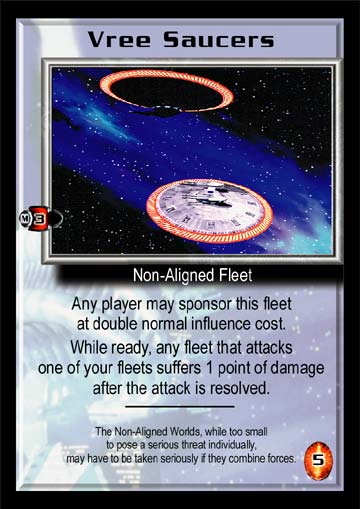 Vree Saucers
M 3
Non-Aligned Fleet
Any player may sponsor this fleet
at double normal influence cost.
While ready, any fleet that attacks
one of your fleets suffers 1 point of damage
after the attack is resolved.
The Non-Aligned Worlds, while too small
to pose a serious threat individually,
may have to be taken seriously if they combine forces.
5